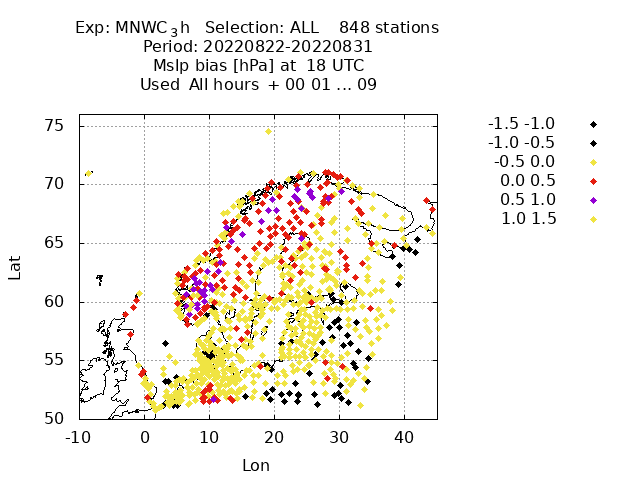 Exp: MNWC_3h   Selection: ALL    848 stations
Period: 20220822-20220831
Mslp bias [hPa] at  18 UTC
Used  All hours  + 00 01 ... 09
75
70
65
60
55
50
-10 0 10 20 30 40
Lat
Lon
-1.5 -1.0
-1.0 -0.5
-0.5 0.0
0.0 0.5
0.5 1.0
1.0 1.5